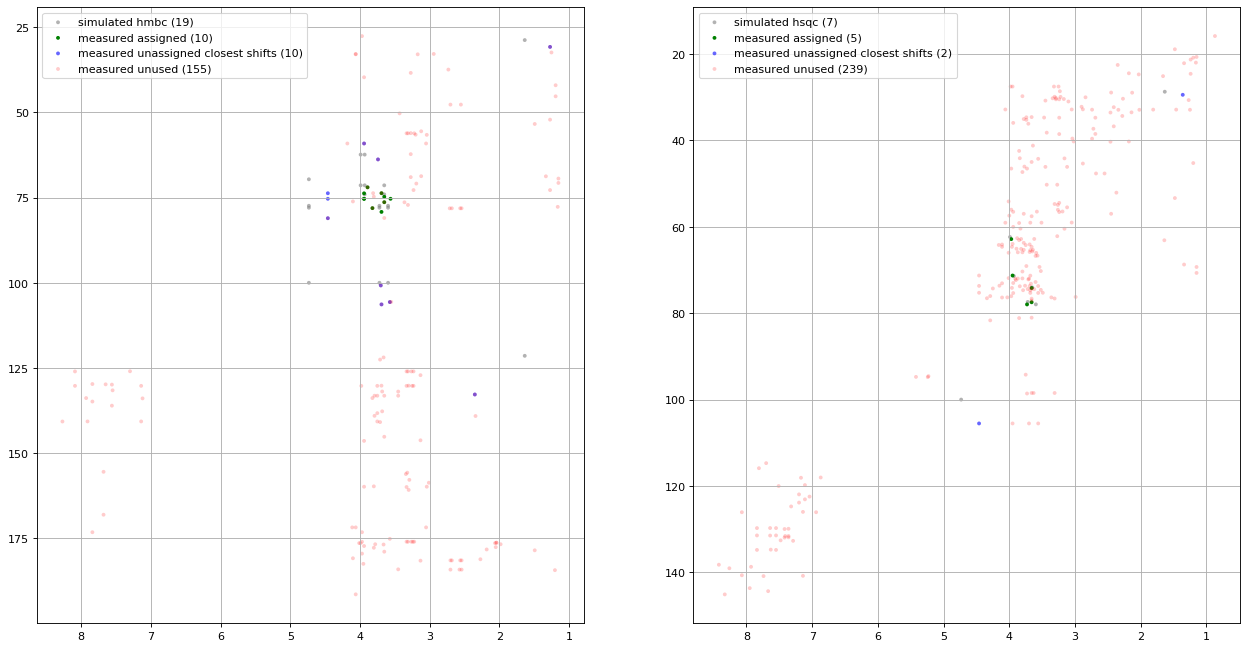 simulated hmbc (19)
measured assigned (10)
measured unassigned closest shifts (10)
measured unused (155)
25
50
75
100
125
150
175
8 7 6 5 4 3 2 1
simulated hsqc (7)
measured assigned (5)
measured unassigned closest shifts (2)
measured unused (239)
20
40
60
80
100
120
140
8 7 6 5 4 3 2 1